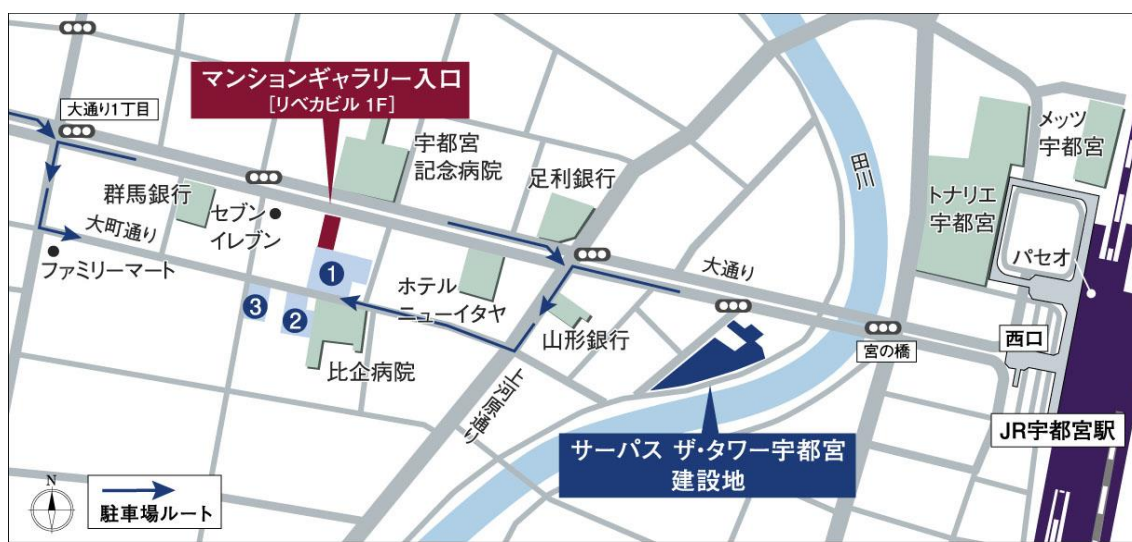 マンションギャラリー入口
[リベカビル 1F]
大通り1丁目
宇都宮
記念病院
足利銀行
田川
メッツ
宇都宮
トナリエ
宇都宮
群馬銀行
セブン
イレブン
大町通り
ファミリーマート
大通り
パセオ
1
2
3
ホテル
ニューイタヤ
山形銀行
比企病院
上河原通り
宮の橋
西口
JR宇都宮駅
サーパス ザ・タワー宇都宮
建設地
N
駐車場ルート